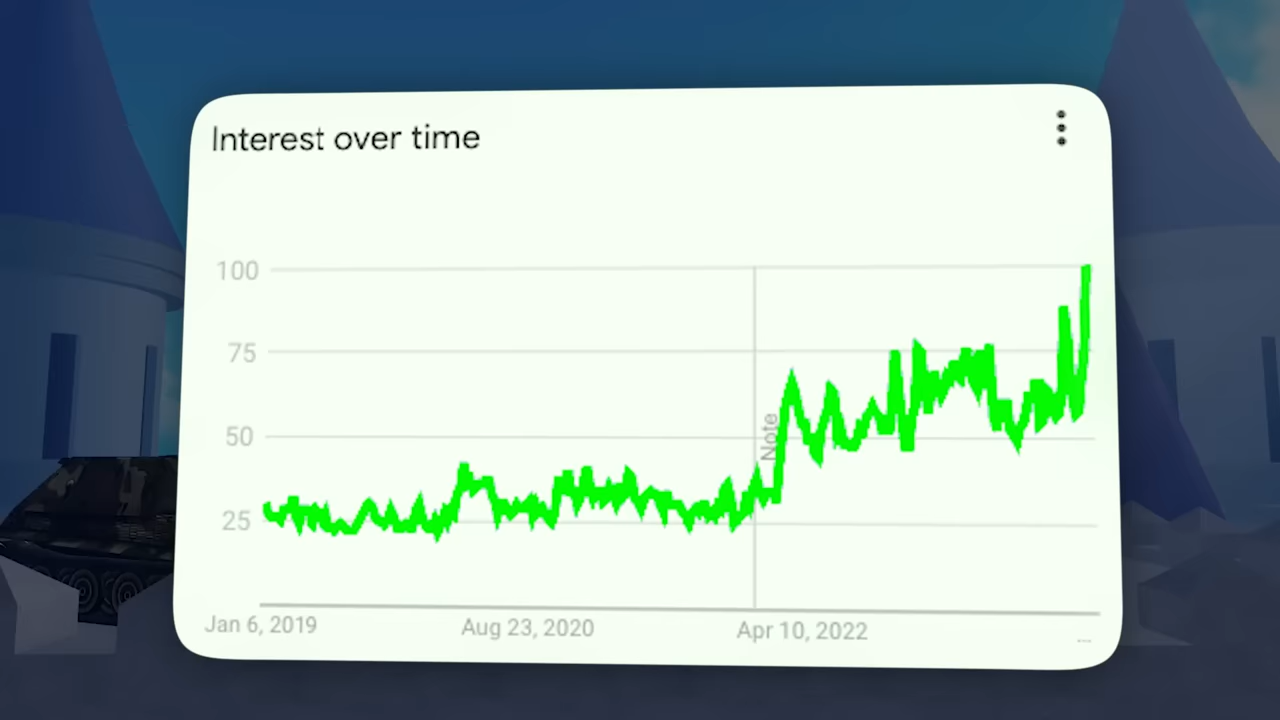 Interest over time
100
75
50
25
Note
Jan 6, 2019
Aug 23, 2020
Apr 10, 2022
...